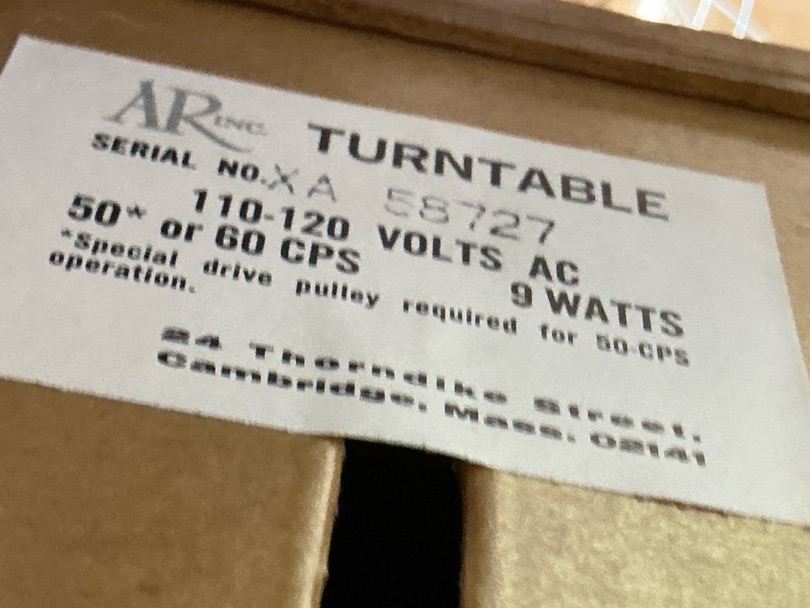 AR INC. TURNTABLE
SERIAL NO. XA 58727
110-120 VOLTS AC
50* or 60 CPS 9 WATTS
*Special drive pulley required for 50-CPS
operation.
24 Thorndike Street,
Cambridge, Mass. 02141